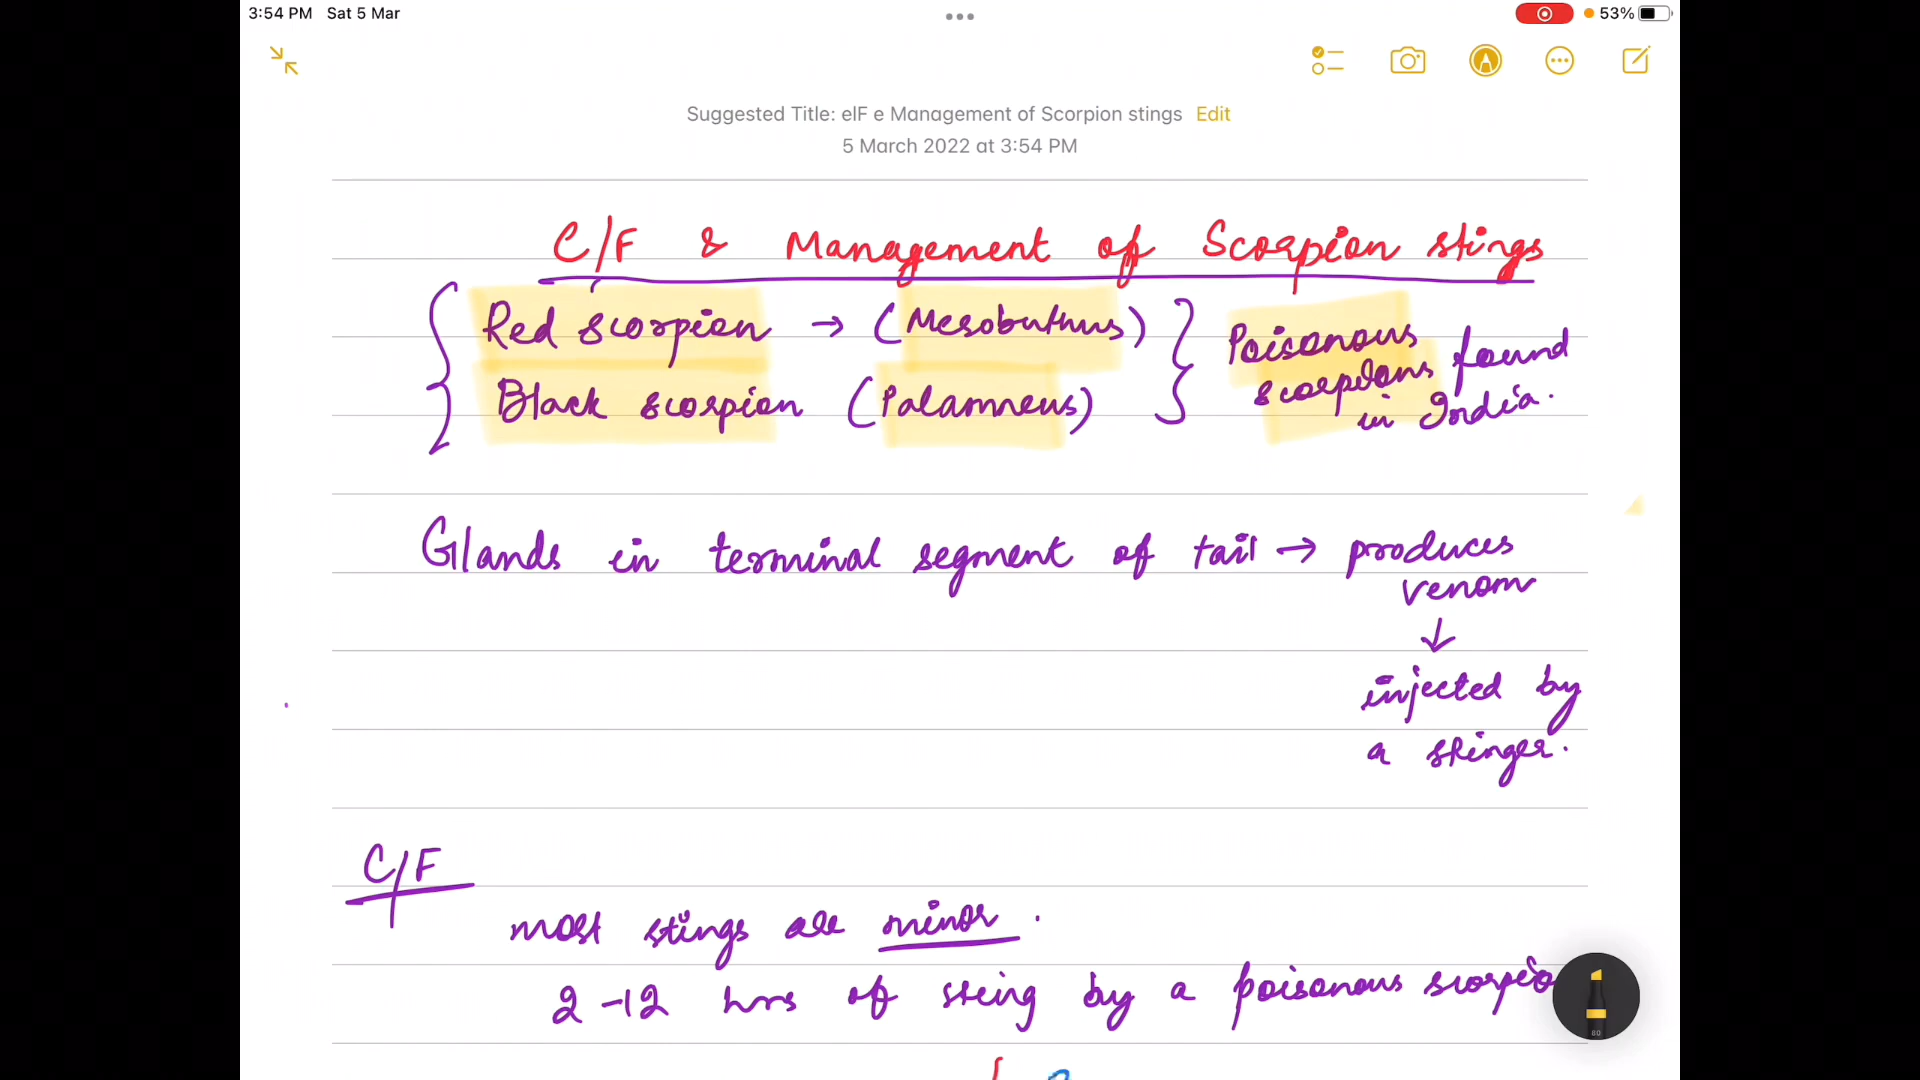 3:54 PM Sat 5 Mar
53%
Suggested Title: elF e Management of Scorpion stings Edit
5 March 2022 at 3:54 PM
C/F & Management of Scorpion stings
Red scorpion → (Mesobuthus)
Black scorpion (Palamneus)
Poisonous
scorpions found
in India.
Glands in terminal segment of tail → produces
venom
↓
injected by
a stinger.
C/F
most stings are minor.
2-12 hrs of sting by a poisonous scorpio
80